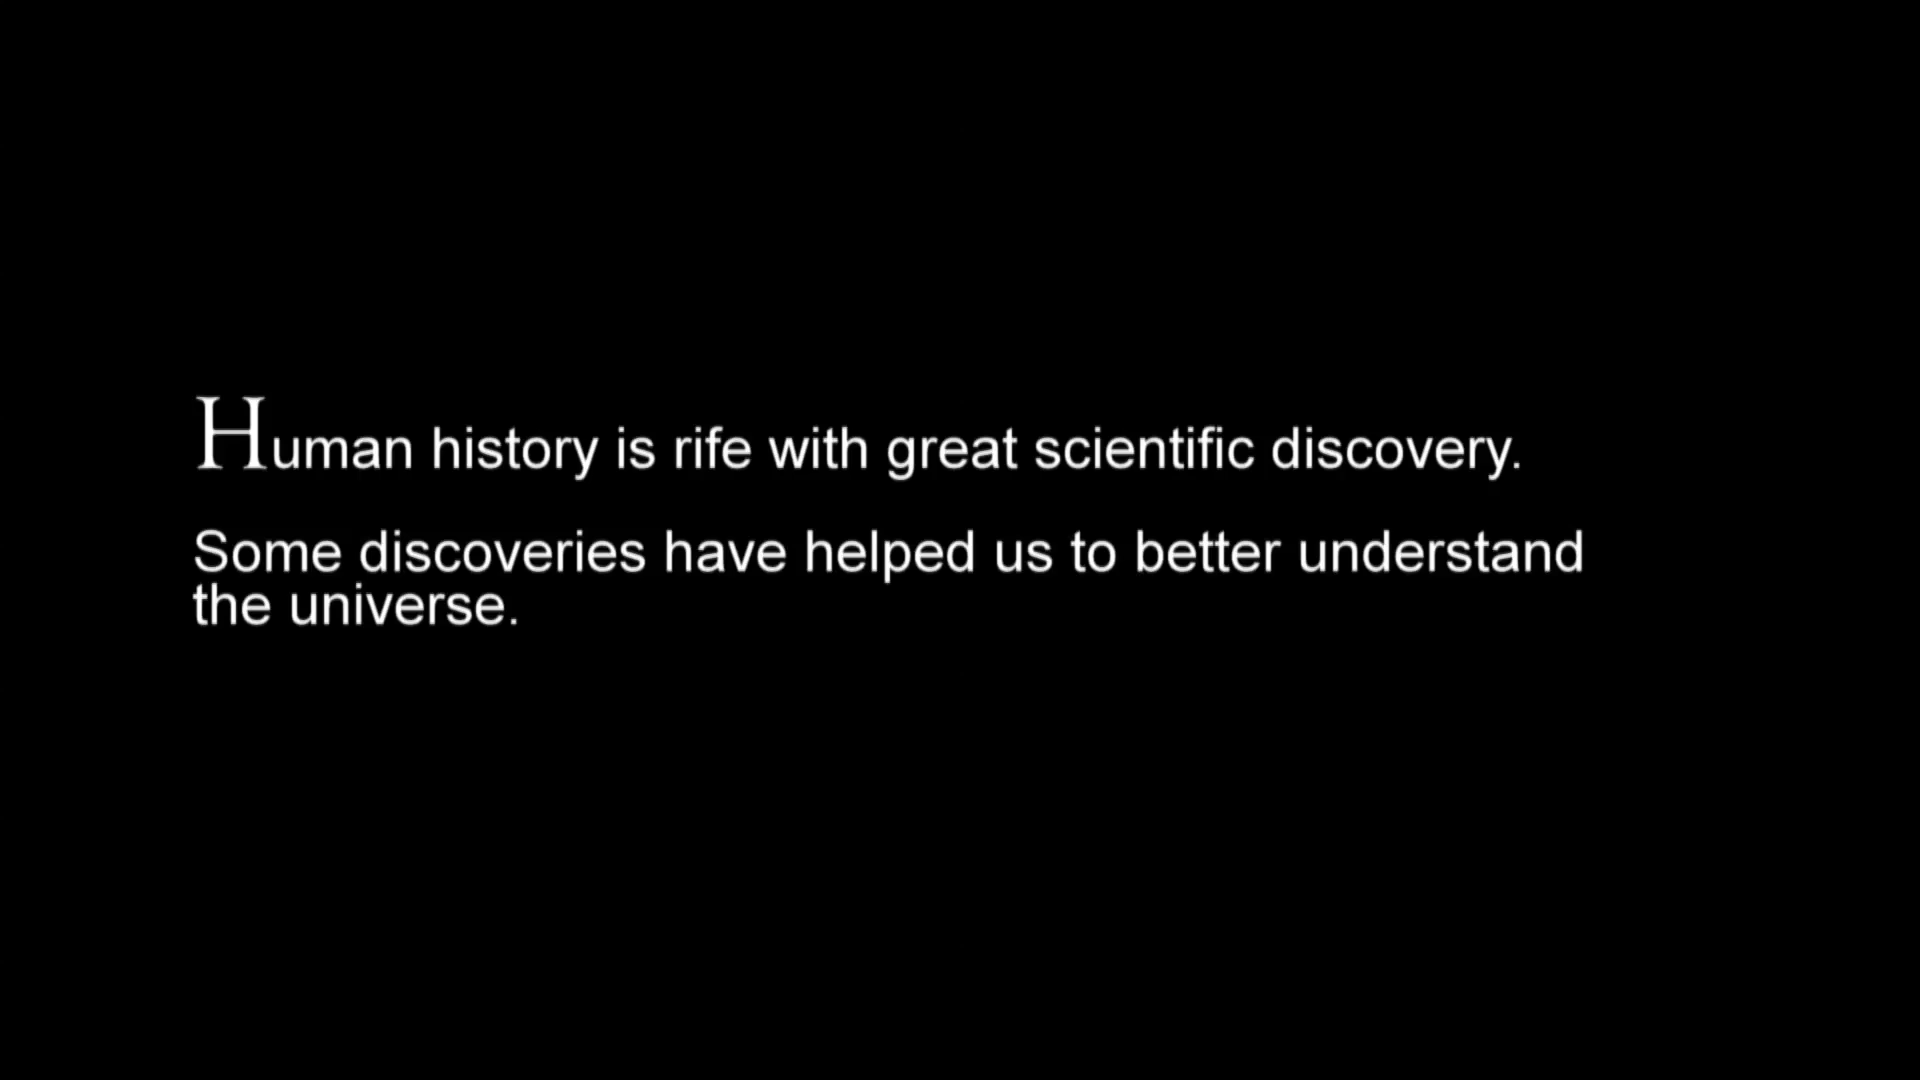 Human history is rife with great scientific discovery.
Some discoveries have helped us to better understand
the universe.